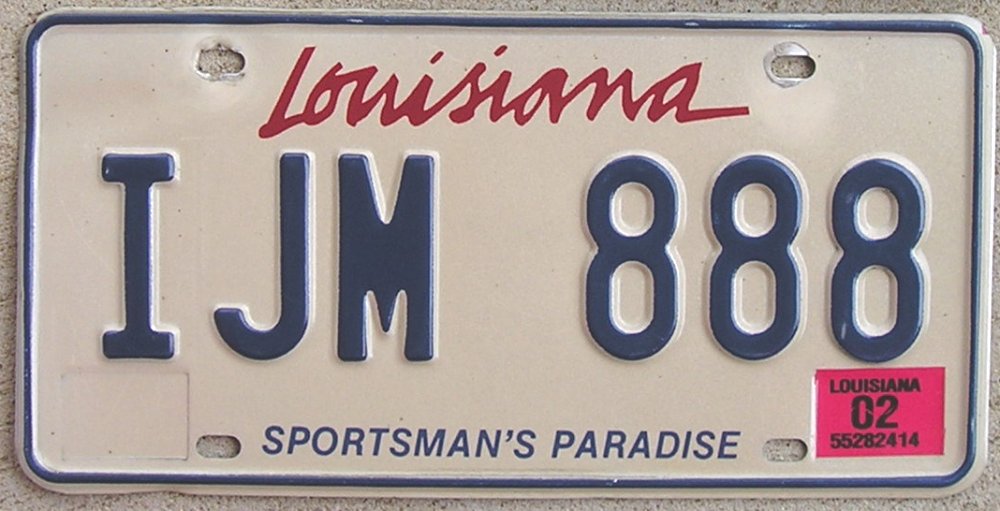 Louisiana
IJM 888
LOUISIANA
02
55282414
SPORTSMAN'S PARADISE